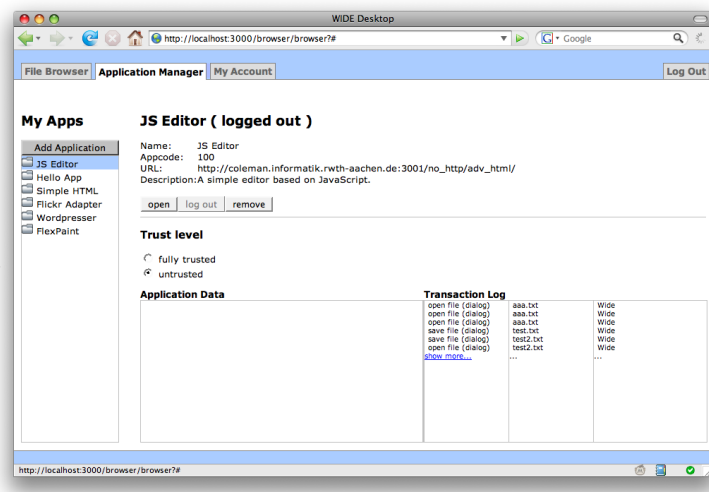 WIDE Desktop
http://localhost:3000/browser/browser?#
G Google
File Browser Application Manager My Account Log Out
My Apps
Add Application
JS Editor
Hello App
Simple HTML
Flickr Adapter
Wordpresser
FlexPaint
JS Editor ( logged out )
Name: JS Editor
Appcode: 100
URL: http://coleman.informatik.rwth-aachen.de:3001/no_http/adv_html/
Description:A simple editor based on JavaScript.
open log out remove
Trust level
fully trusted
untrusted
Application Data
Transaction Log
open file (dialog) aaa.txt Wide
open file (dialog) aaa.txt Wide
open file (dialog) aaa.txt Wide
save file (dialog) test.txt Wide
save file (dialog) test2.txt Wide
open file (dialog) test2.txt Wide
show more... ... ...
http://localhost:3000/browser/browser?#